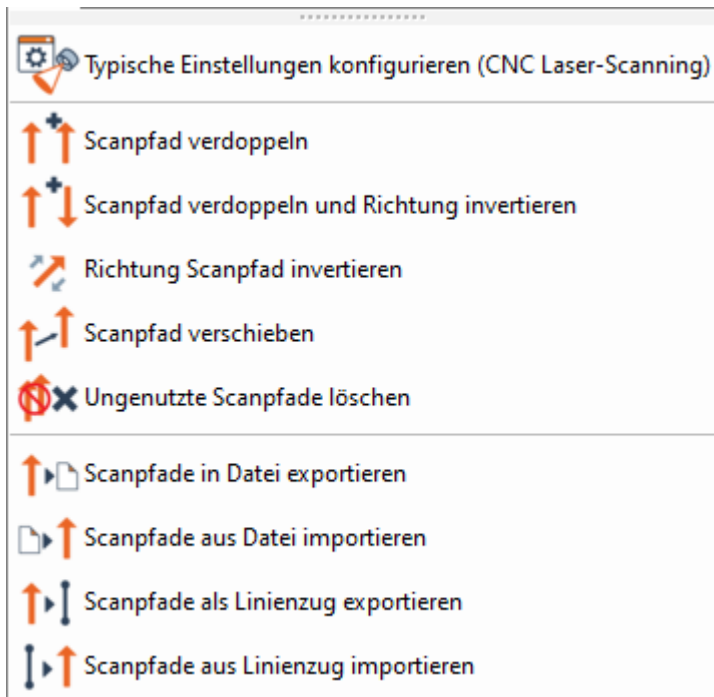 Typische Einstellungen konfigurieren (CNC Laser-Scanning)
Scanpfad verdoppeln
Scanpfad verdoppeln und Richtung invertieren
Richtung Scanpfad invertieren
Scanpfad verschieben
Ungenutzte Scanpfade löschen
Scanpfade in Datei exportieren
Scanpfade aus Datei importieren
Scanpfade als Linienzug exportieren
Scanpfade aus Linienzug importieren